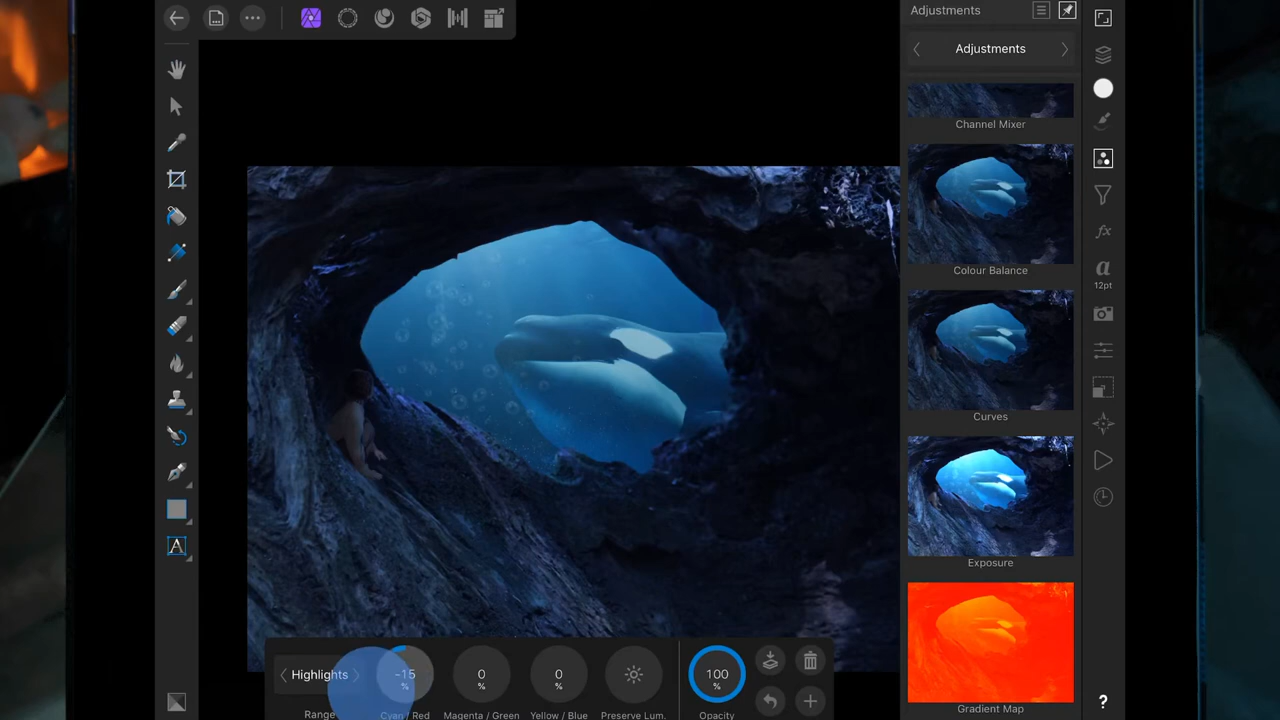 Adjustments
Adjustments
Channel Mixer
Colour Balance
Curves
Exposure
Gradient Map
a
12pt
fx
A
?
Highlights
Range
-15
%
Cyan / Red
0
%
Magenta / Green
0
%
Yellow / Blue
Preserve Lum.
100
%
Opacity